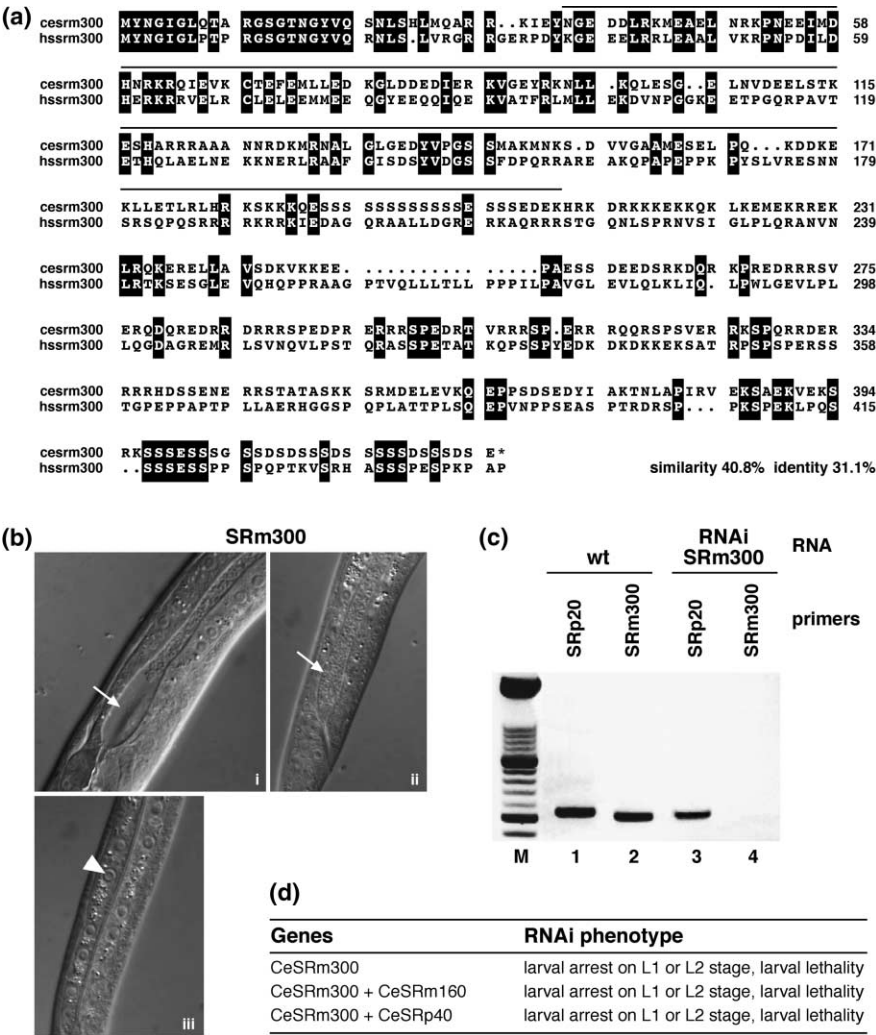 (a)
cesrm300 MYNGIGLQTA RGSGTNGYVQ SNLSHLMQAR R..KIEYNGE DDLRKMEAEL NRKPNEEIMD 58
hssrm300 MYNGIGLPTP RGSGTNGYVQ RNLSLVRGRR GERPDYKGEE ELRRLEAALV KRPNPDILD 59
cesrm300 HNRKRQIEVK CTEFEMLLED KGLDDEDIER KVGEYRKNLL .KQLESG..E LNVDEELSTK 115
hssrm300 HERKRRVELR CLELEEMMEE QGYEEQQIQE KVATFRLMLL EKDVNPGGKE ETPGQRPAVT 119
cesrm300 ESHARRRAAA NNRDKMRNAL GLGEDYVPGS SMAKMNKS.D VVGAAMESEL PQ...KDDKE 171
hssrm300 ETHQLAELNE KKNERLRAAF GISDSYVDGS SFDPQRRARE AKQPAPEPPK PYSLVRESNN 179
cesrm300 KLLETLRLHR KSKKKQESSS SSSSSSSSSE SSSEDEKHRK DRKKKEKKQK LKEMEKRREK 231
hssrm300 SRSQPQSRRR RKRRKIEDAG QRAALLDGRE RKAQRRRSTG QNLSPRNVSI GLPLQRANVN 239
cesrm300 LRQKERELLA VSDKVKKEE. .......... ....PAESS DEEDSRKDQR KPREDRRRSV 275
hssrm300 LRTKSESGLE VQHQPPRAAG PTVQLLLTLL PPPILPAVGL EVLQLKLIQ. LPWLGEVLPL 298
cesrm300 ERQDQREDRR DRRRSPEDPR ERRRSPEDRT VRRRSP.ERR RQQRSPSVER RKSPQRRDER 334
hssrm300 LQGDAGREMR LSVNQVLPST QRASSPETAT KQPSSPYEDK DKDKKEKSAT RPSPSPERSS 358
cesrm300 RRRHDSSENE RRSTATASKK SRMDELEVKQ EPPSDSEDYI AKTNLAPIRV EKSAEKVEKS 394
hssrm300 TGPEPPAPTP LLAERHGGSP QPLATTPLSQ EPVNPPSEAS PTRDRSP... PKSPEKLPQS 415
cesrm300 RKSSSESSSG SSDSDSSSDS SSSSDSSSDS E*
hssrm300 ..SSSESSPP SPQPTKVSRH ASSSPESPKP AP
similarity 40.8% identity 31.1%
(b)
SRm300
i
ii
iii
(c)
wt
RNAi SRm300
RNA
SRp20
SRm300
SRp20
SRm300
primers
M 1 2 3 4
(d)
Genes RNAi phenotype
CeSRm300 larval arrest on L1 or L2 stage, larval lethality
CeSRm300 + CeSRm160 larval arrest on L1 or L2 stage, larval lethality
CeSRm300 + CeSRp40 larval arrest on L1 or L2 stage, larval lethality